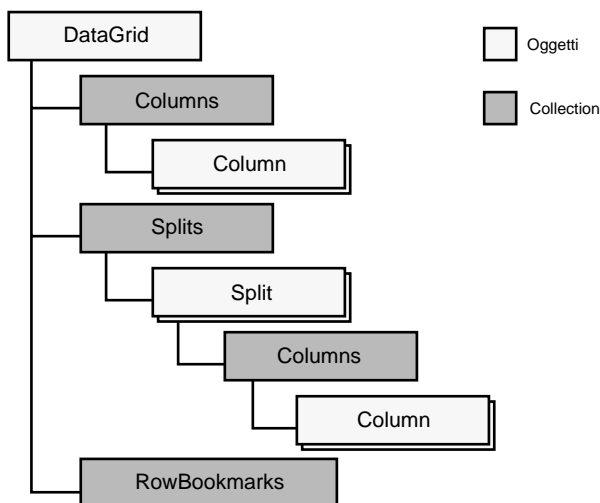 DataGrid
Oggetti
Columns
Collection
Column
Splits
Split
Columns
Column
RowBookmarks